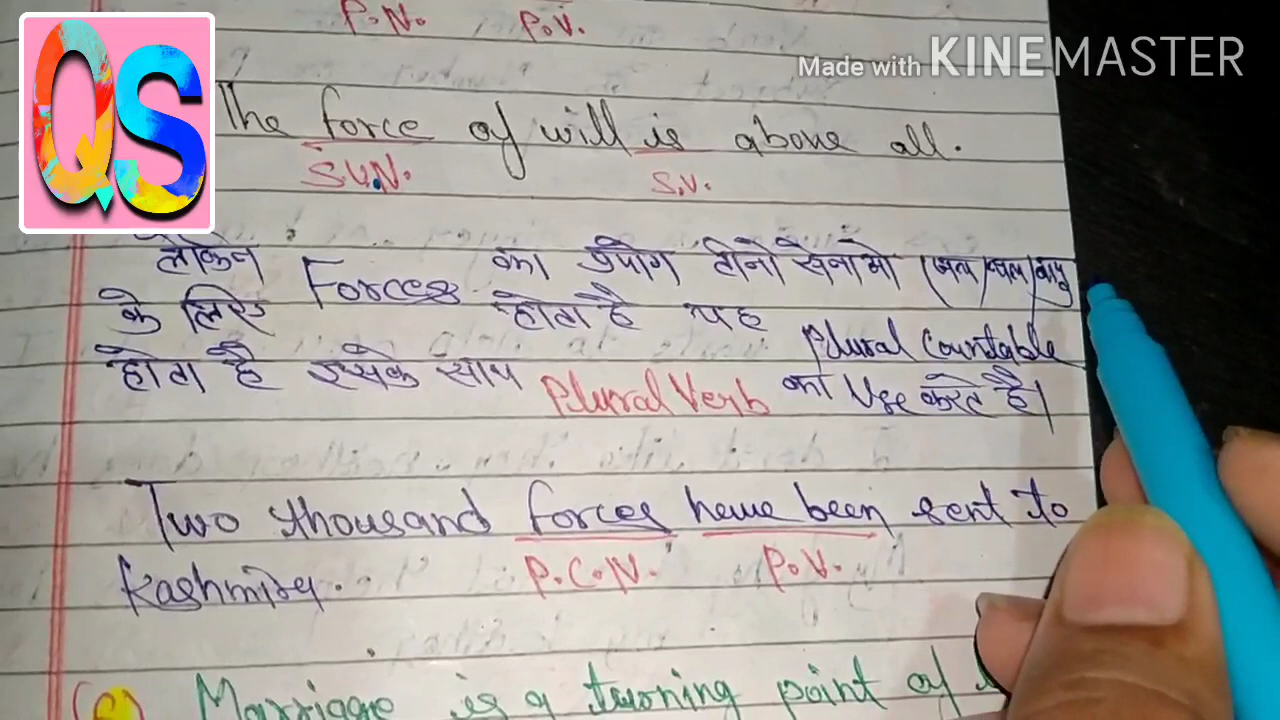 P.N. P.V.
QS
Made with KINEMASTER
The force of will is above all.
S.U.N. S.V.
लेकिन Forces का उपयोग तीनो सेनाओ (जल/थल/वायु
के लिए होता है यह Plural Countable
होता है इसके साथ Plural Verb का Use करते है।
Two thousand forces have been sent to
P.C.N. P.V.
Kashmir.
Marriage is a turning point of